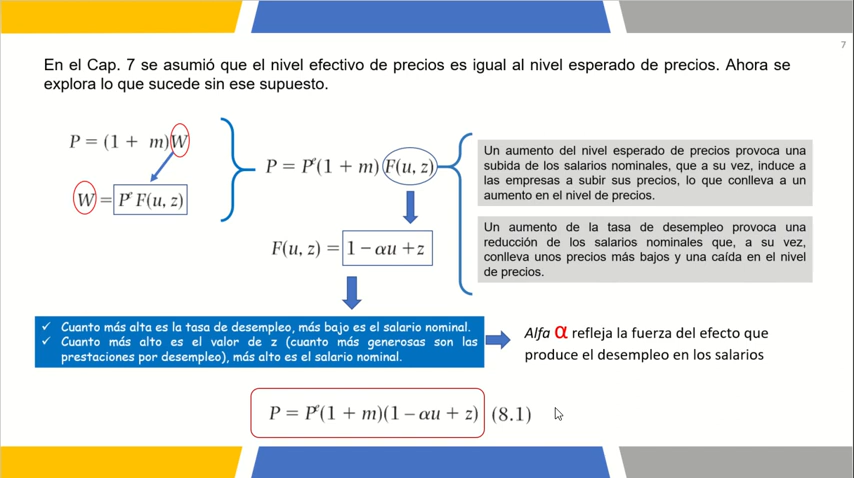 7
En el Cap. 7 se asumió que el nivel efectivo de precios es igual al nivel esperado de precios. Ahora se
explora lo que sucede sin ese supuesto.
P = (1 + m)W
W = Pᵉ F(u, z)
P = Pᵉ(1 + m) F(u, z)
F(u, z) = 1 – αu + z
Un aumento del nivel esperado de precios provoca una
subida de los salarios nominales, que a su vez, induce a
las empresas a subir sus precios, lo que conlleva a un
aumento en el nivel de precios.
Un aumento de la tasa de desempleo provoca una
reducción de los salarios nominales que, a su vez,
conlleva unos precios más bajos y una caída en el nivel
de precios.
✓ Cuanto más alta es la tasa de desempleo, más bajo es el salario nominal.
✓ Cuanto más alto es el valor de z (cuanto más generosas son las
prestaciones por desempleo), más alto es el salario nominal.
Alfa α refleja la fuerza del efecto que
produce el desempleo en los salarios
P = Pᵉ(1 + m)(1 – αu + z) (8.1)